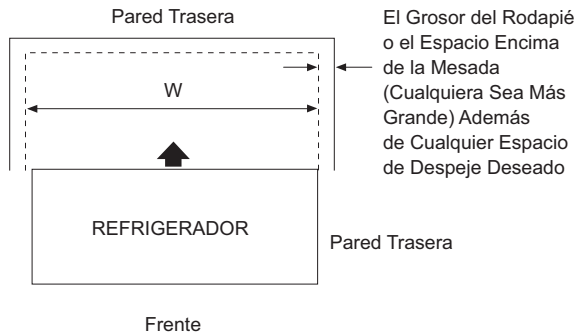 Pared Trasera
El Grosor del Rodapié
o el Espacio Encima
de la Mesada
(Cualquiera Sea Más
Grande) Además
de Cualquier Espacio
de Despeje Deseado
W
REFRIGERADOR
Pared Trasera
Frente